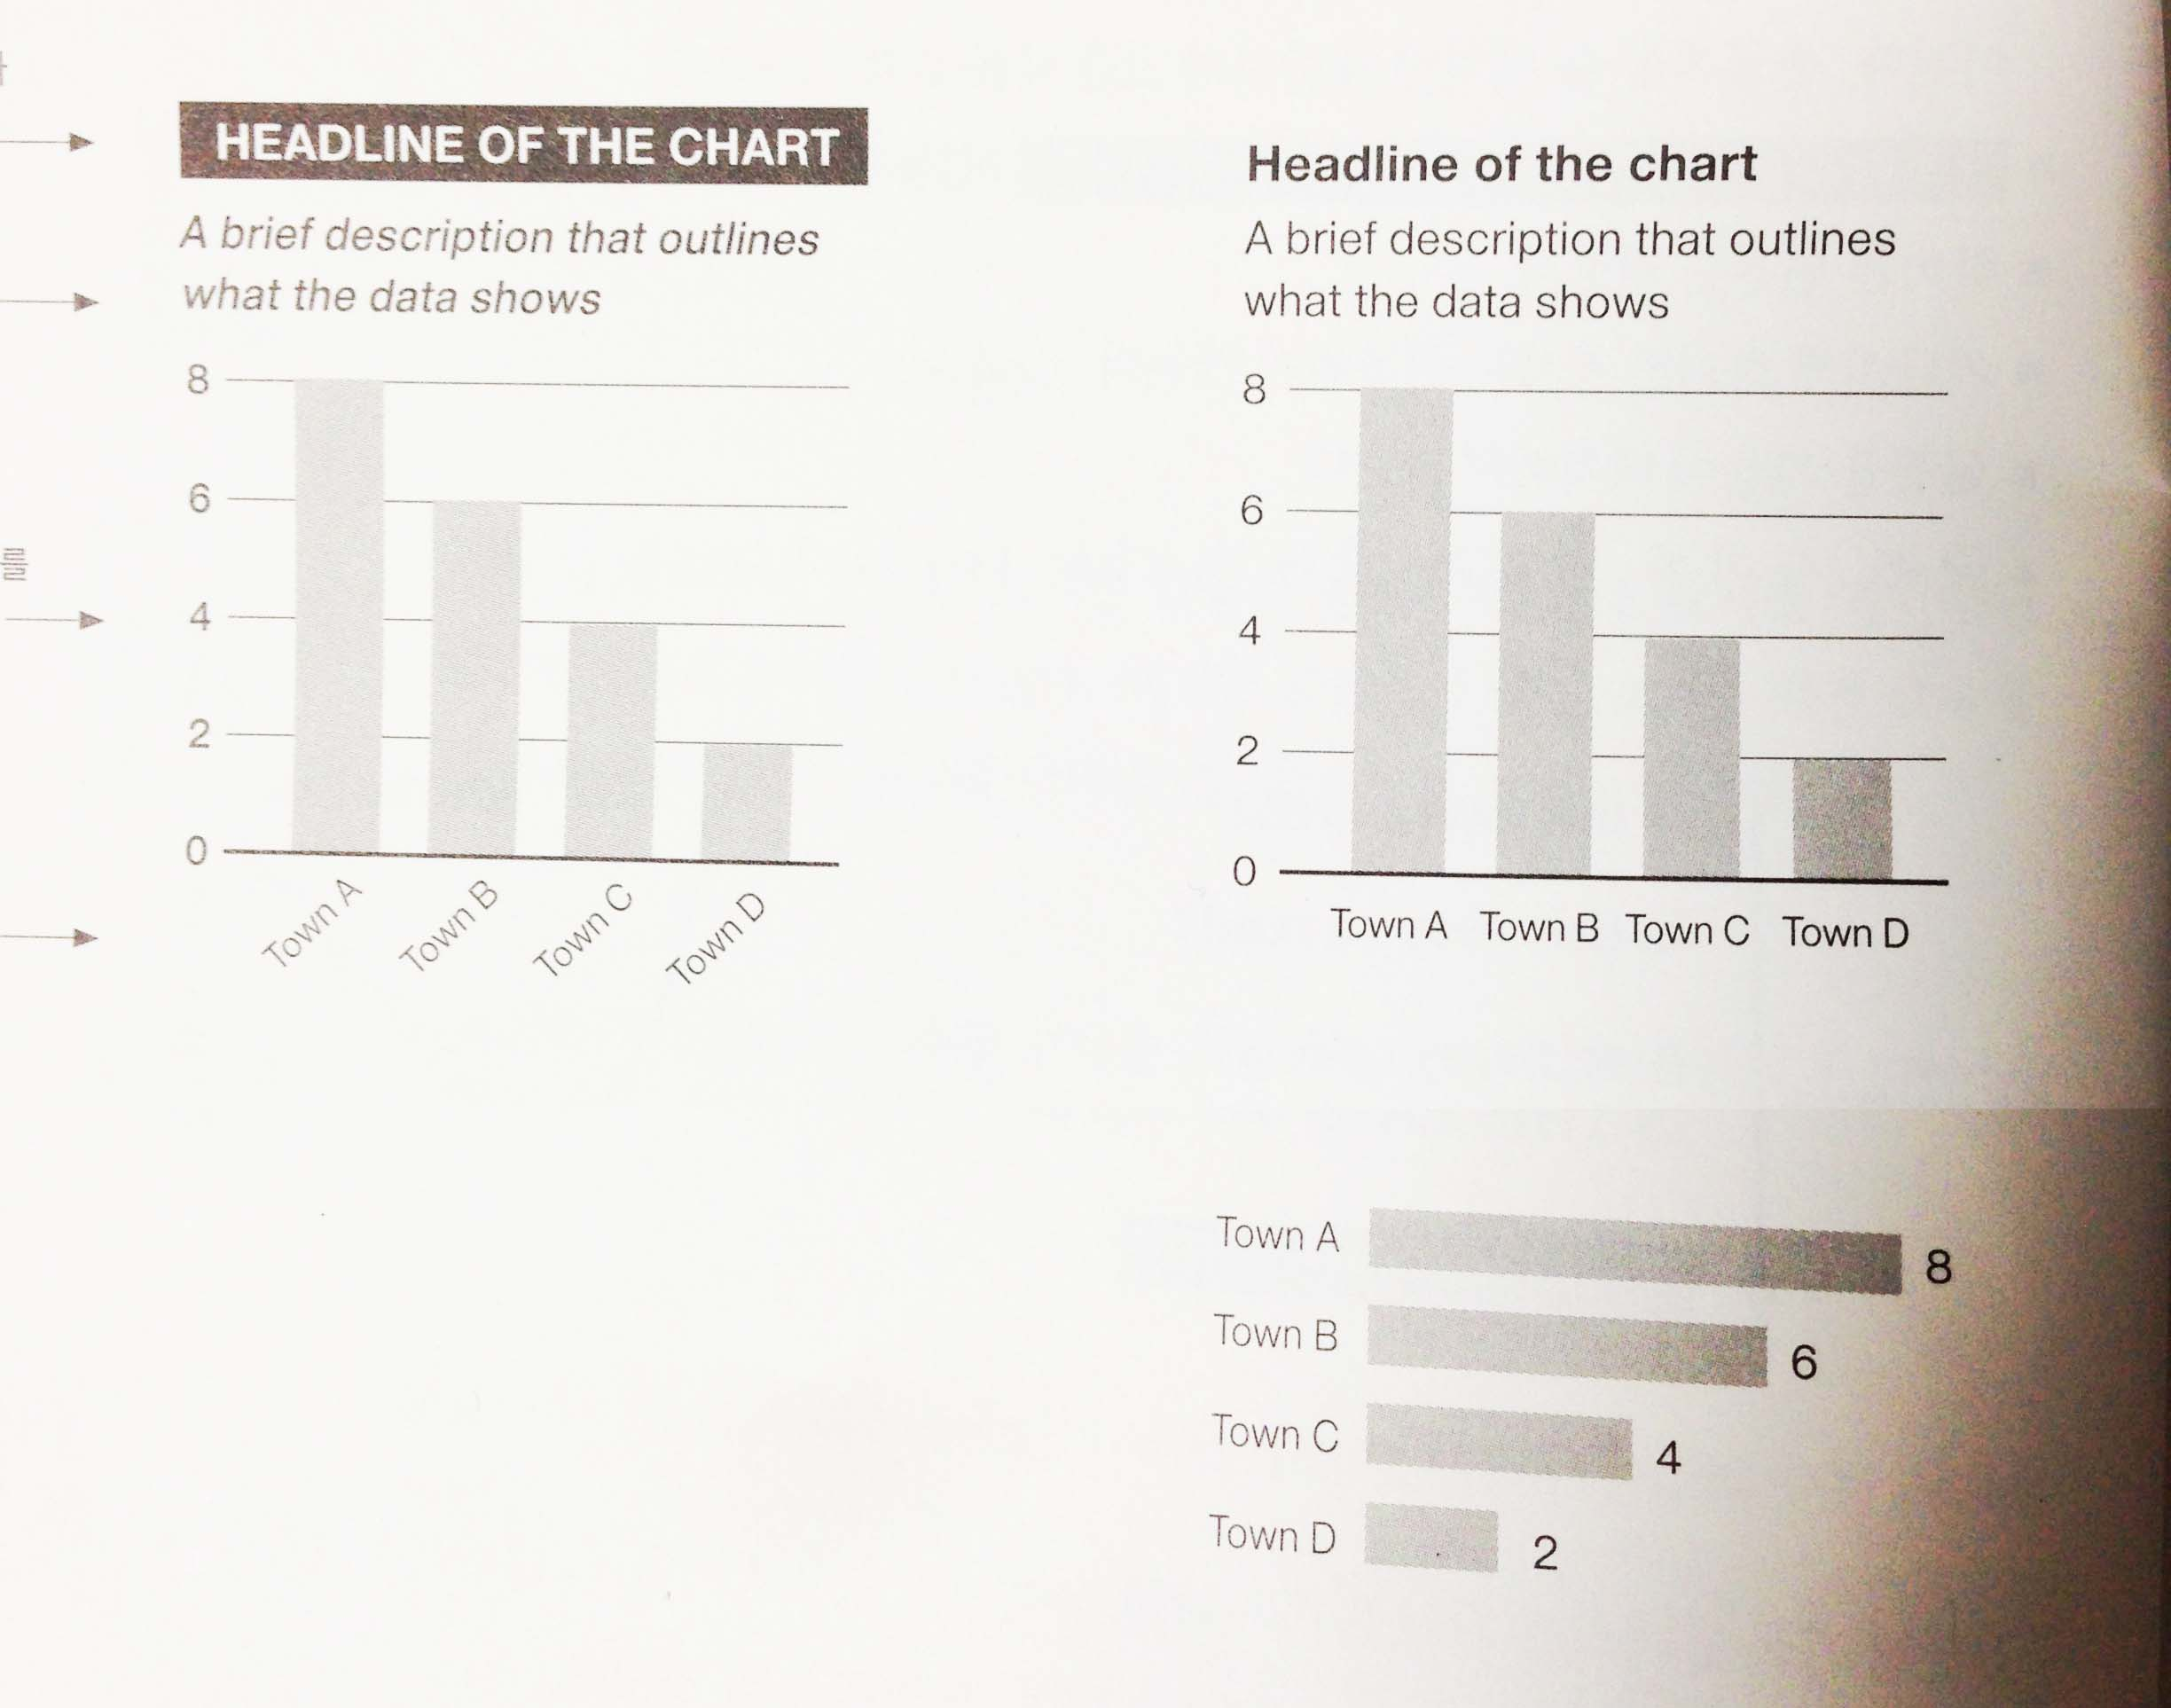 HEADLINE OF THE CHART
A brief description that outlines
what the data shows
8
6
4
2
0
Town A
Town B
Town C
Town D
Headline of the chart
A brief description that outlines
what the data shows
8
6
4
2
0
Town A Town B Town C Town D
Town A 8
Town B 6
Town C 4
Town D 2